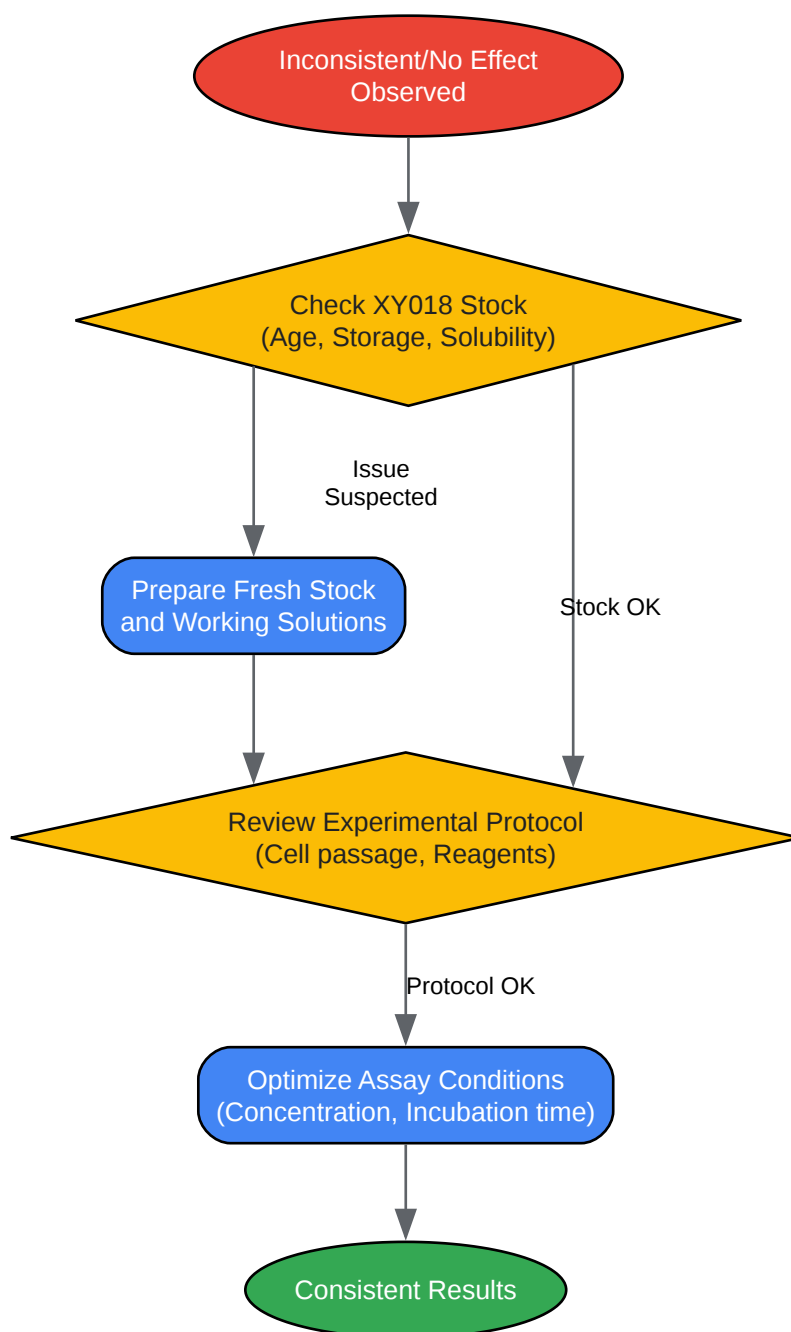 Inconsistent/No Effect
Observed
Check XY018 Stock
(Age, Storage, Solubility)
Issue
Suspected
Prepare Fresh Stock
and Working Solutions
Stock OK
Review Experimental Protocol
(Cell passage, Reagents)
Protocol OK
Optimize Assay Conditions
(Concentration, Incubation time)
Consistent Results